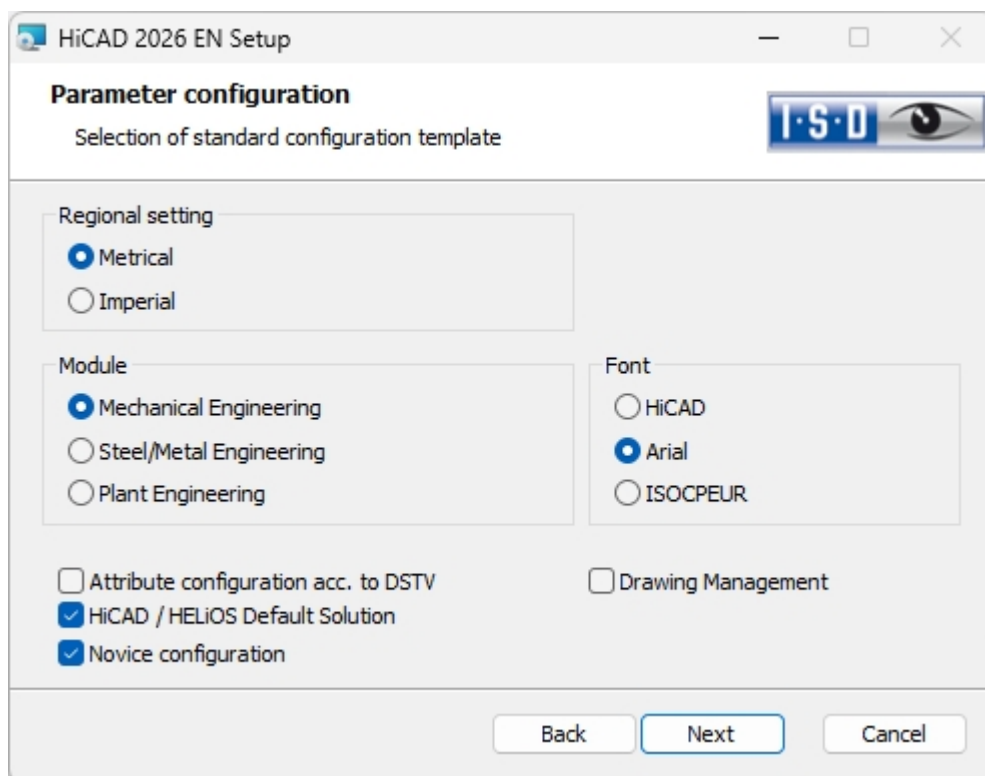 HiCAD 2026 EN Setup
Parameter configuration
Selection of standard configuration template
I·S·D
Regional setting
Metrical
Imperial
Module
Mechanical Engineering
Steel/Metal Engineering
Plant Engineering
Font
HiCAD
Arial
ISOCPEUR
Attribute configuration acc. to DSTV
HiCAD / HELiOS Default Solution
Novice configuration
Drawing Management
Back
Next
Cancel